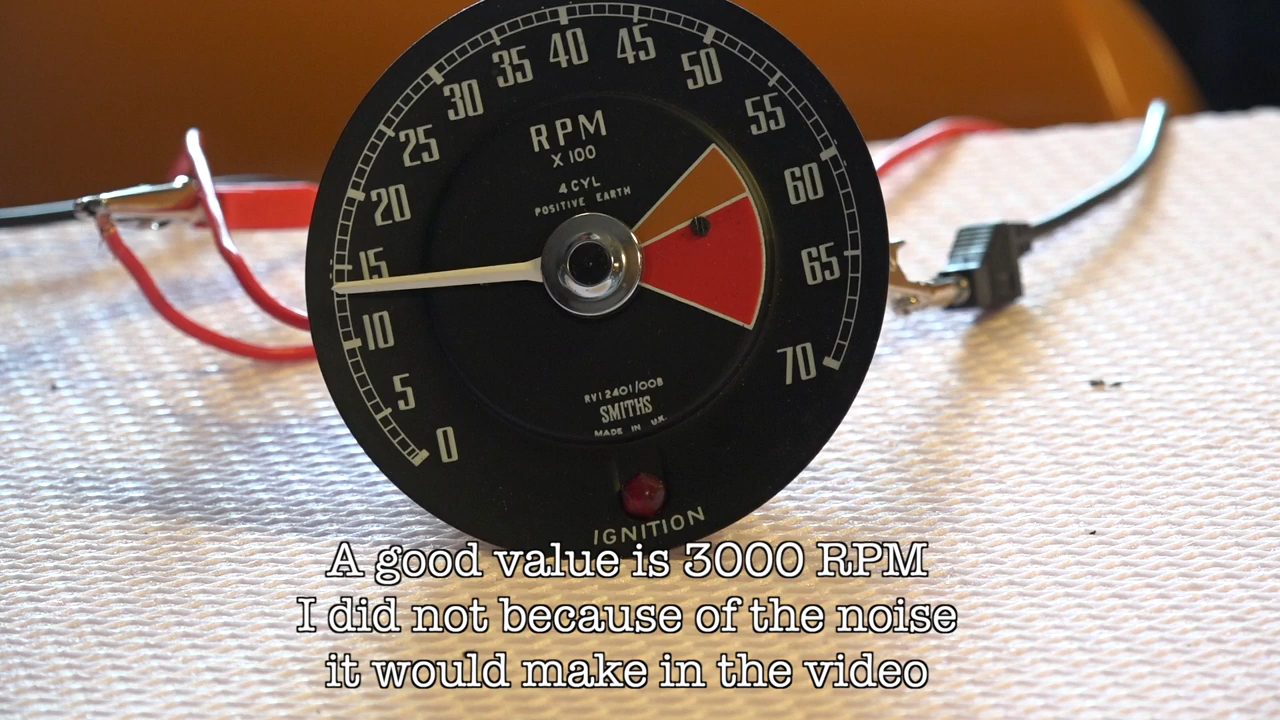 0
5
10
15
20
25
30
35
40
45
50
55
60
65
70
RPM
X 100
4 CYL
POSITIVE EARTH
RVI 2401/00B
SMITHS
MADE IN U.K.
IGNITION
A good value is 3000 RPM
I did not because of the noise
it would make in the video